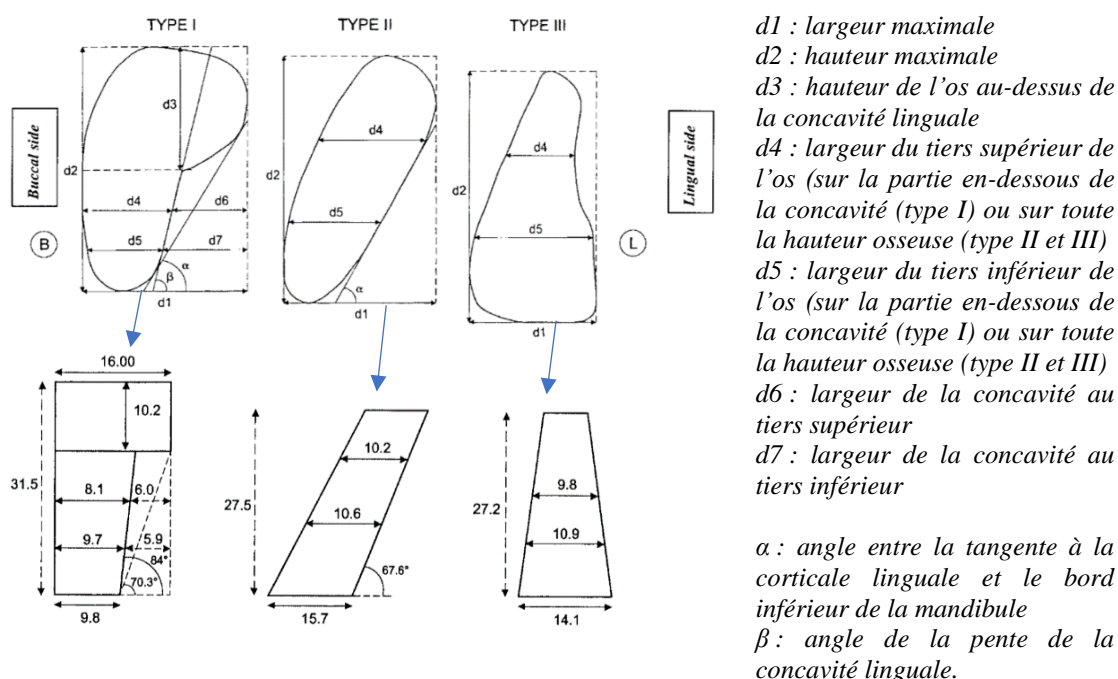 TYPE I
TYPE II
TYPE III
Buccal side
Lingual side
B
L
d3
d2
d4
d6
d5
d7
α
β
d1
d2
d4
d5
α
d1
d2
d4
d5
d1
16.00
10.2
31.5
8.1
6.0
9.7
5.9
84°
70.3°
9.8
27.5
10.2
10.6
67.6°
15.7
27.2
9.8
10.9
14.1
d1 : largeur maximale
d2 : hauteur maximale
d3 : hauteur de l’os au-dessus de
la concavité linguale
d4 : largeur du tiers supérieur de
l’os (sur la partie en-dessous de
la concavité (type I) ou sur toute
la hauteur osseuse (type II et III)
d5 : largeur du tiers inférieur de
l’os (sur la partie en-dessous de
la concavité (type I) ou sur toute
la hauteur osseuse (type II et III)
d6 : largeur de la concavité au
tiers supérieur
d7 : largeur de la concavité au
tiers inférieur
α : angle entre la tangente à la
corticale linguale et le bord
inférieur de la mandibule
β : angle de la pente de la
concavité linguale.